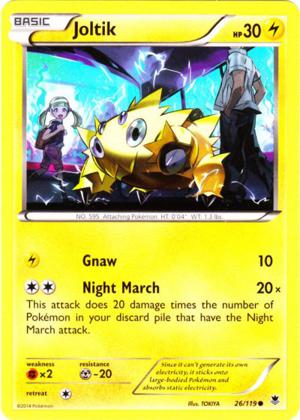 BASIC
Joltik
HP30
NO. 595 Attaching Pokémon HT: 0'04" WT: 1.3 lbs.
Gnaw 10
Night March 20×
This attack does 20 damage times the number of
Pokémon in your discard pile that have the Night
March attack.
weakness
×2
resistance
-20
retreat
Since it can't generate its own
electricity, it sticks onto
large-bodied Pokémon and
absorbs static electricity.
©2014 Pokémon
Illus. TOKIYA
26/119